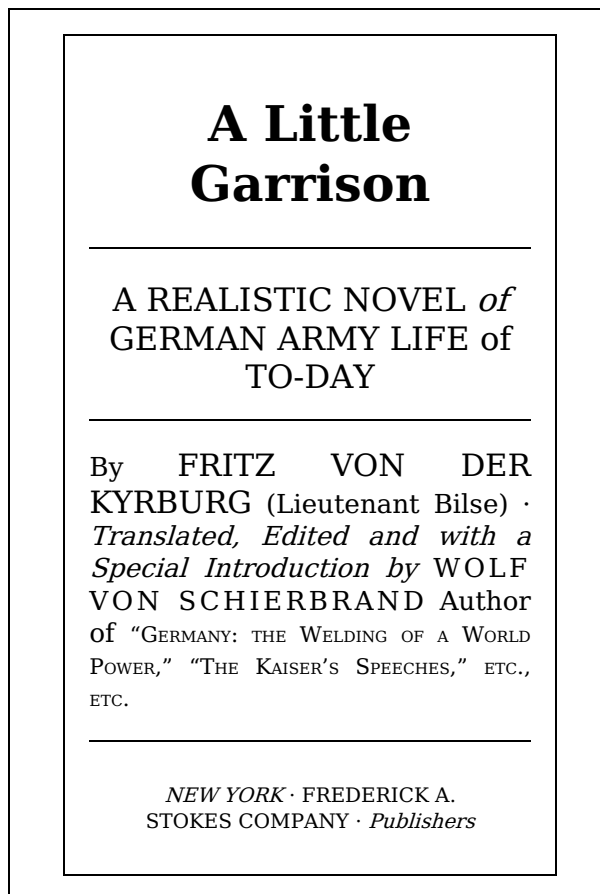 A Little
Garrison
A REALISTIC NOVEL of
GERMAN ARMY LIFE of
TO-DAY
By FRITZ VON DER
KYRBURG (Lieutenant Bilse) ·
Translated, Edited and with a
Special Introduction by WOLF
VON SCHIERBRAND Author
of “Germany: the Welding of a World
Power,” “The Kaiser’s Speeches,” etc.,
etc.
NEW YORK · FREDERICK A.
STOKES COMPANY · Publishers